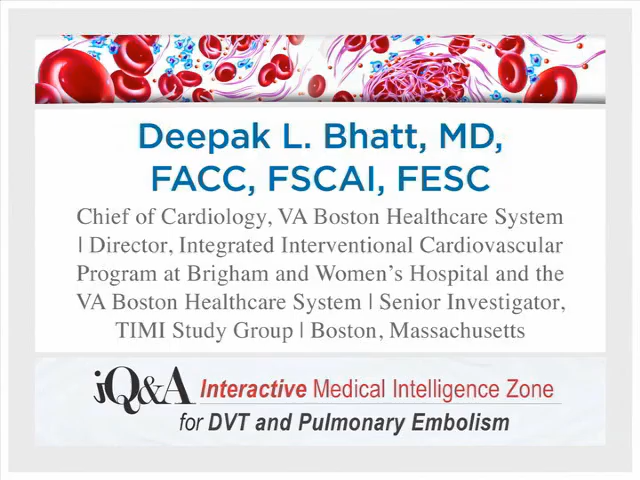 Deepak L. Bhatt, MD,
FACC, FSCAI, FESC
Chief of Cardiology, VA Boston Healthcare System
| Director, Integrated Interventional Cardiovascular
Program at Brigham and Women's Hospital and the
VA Boston Healthcare System | Senior Investigator,
TIMI Study Group | Boston, Massachusetts
iQ&A Interactive Medical Intelligence Zone
for DVT and Pulmonary Embolism